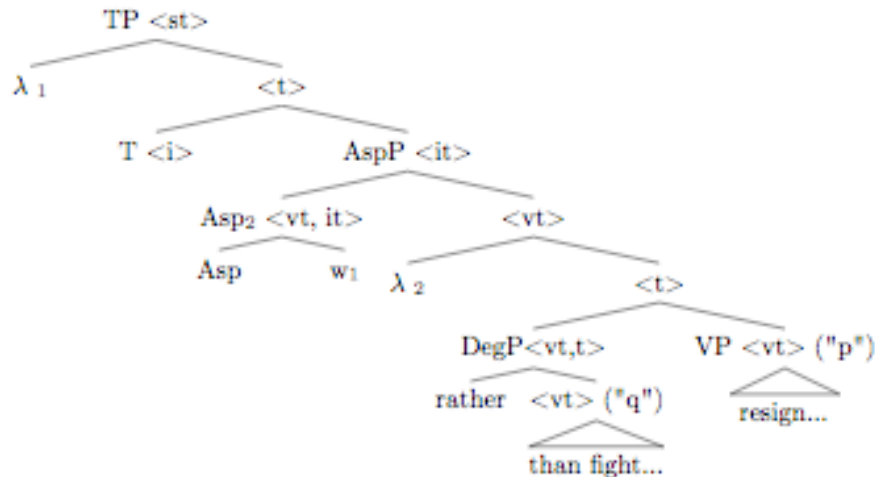 TP <st>
λ 1 <t>
T <i> AspP <it>
Asp₂ <vt, it> <vt>
Asp w₁ λ 2 <t>
DegP<vt,t> VP <vt> ("p")
rather <vt> ("q") resign...
than fight...